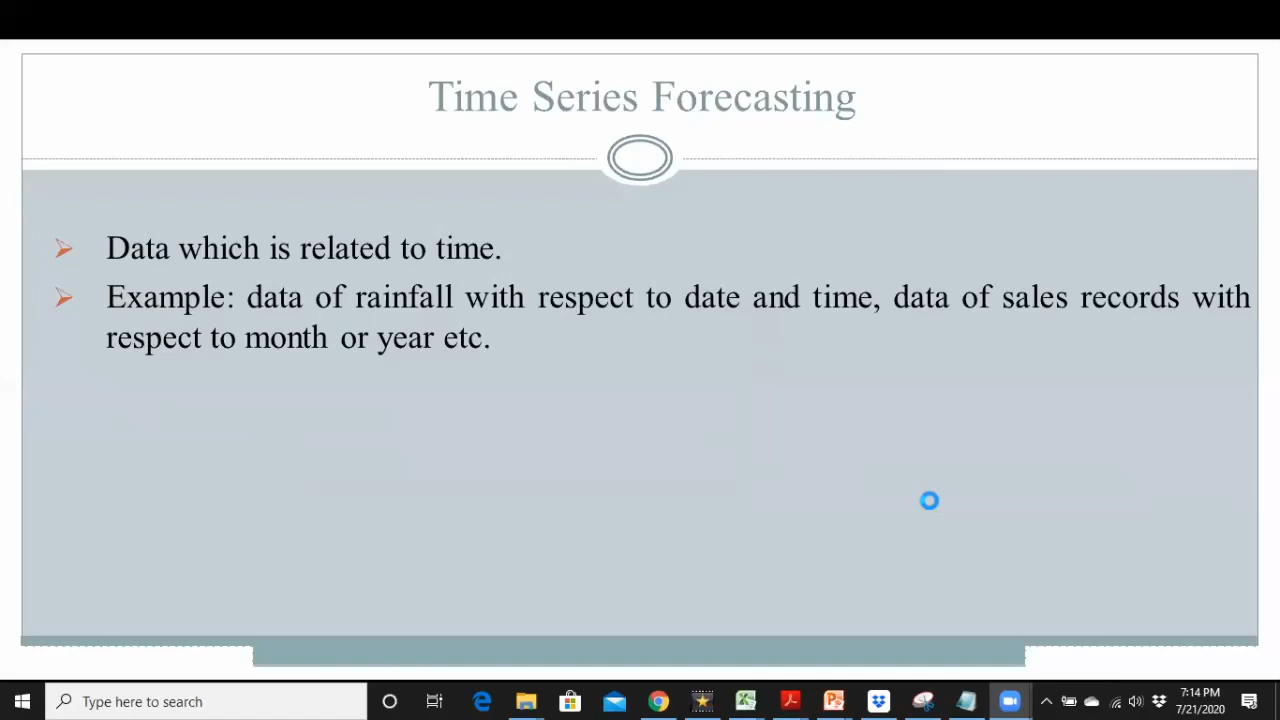 Time Series Forecasting
Data which is related to time.
Example: data of rainfall with respect to date and time, data of sales records with
respect to month or year etc.
Type here to search
7:14 PM
7/21/2020